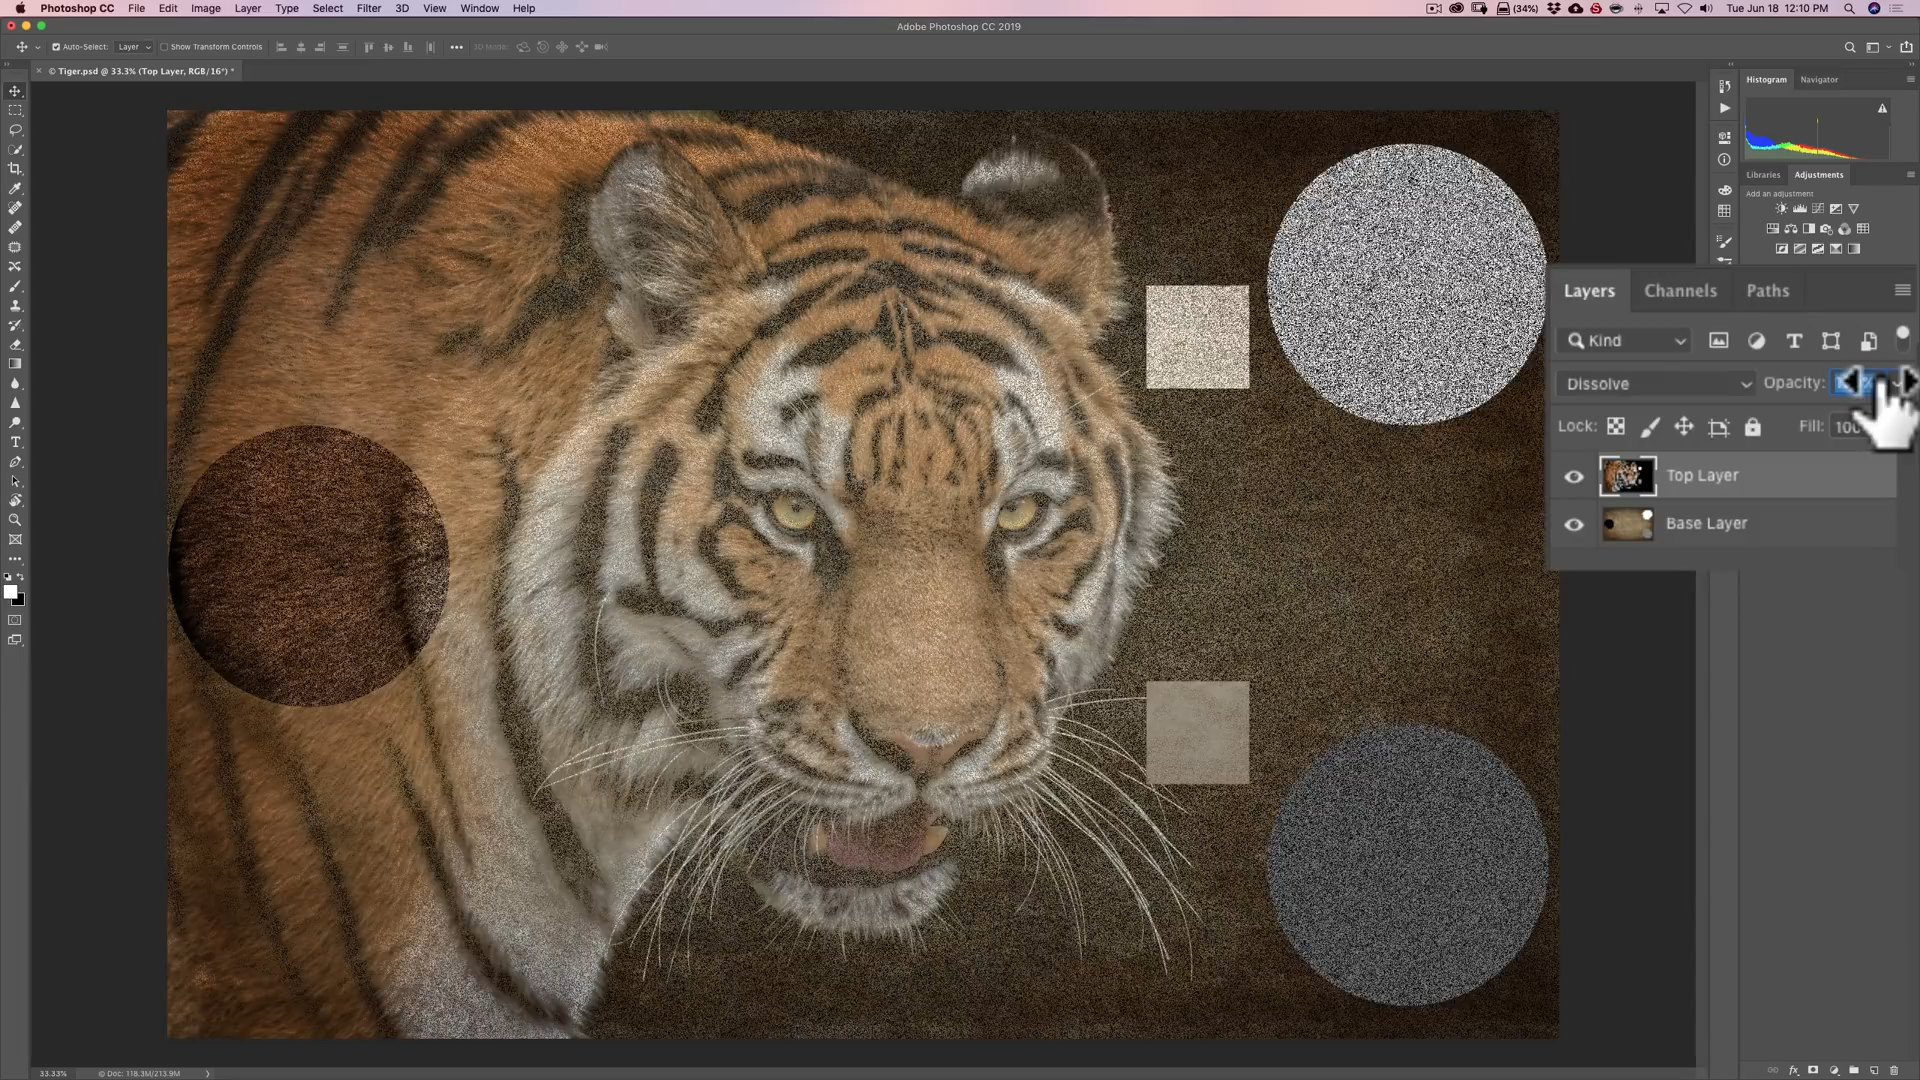 Photoshop CC File Edit Image Layer Type Select Filter 3D View Window Help (34%) Tue Jun 18 12:10 PM
Adobe Photoshop CC 2019
Auto-Select: Layer Show Transform Controls 3D Mode:
© Tiger.psd @ 33.3% (Top Layer, RGB/16*) *
Histogram Navigator
Libraries Adjustments
Add an adjustment
Layers Channels Paths
Kind
Dissolve Opacity:
Lock: Fill:
Top Layer
Base Layer
33.33% © Doc: 118.3M/213.9M